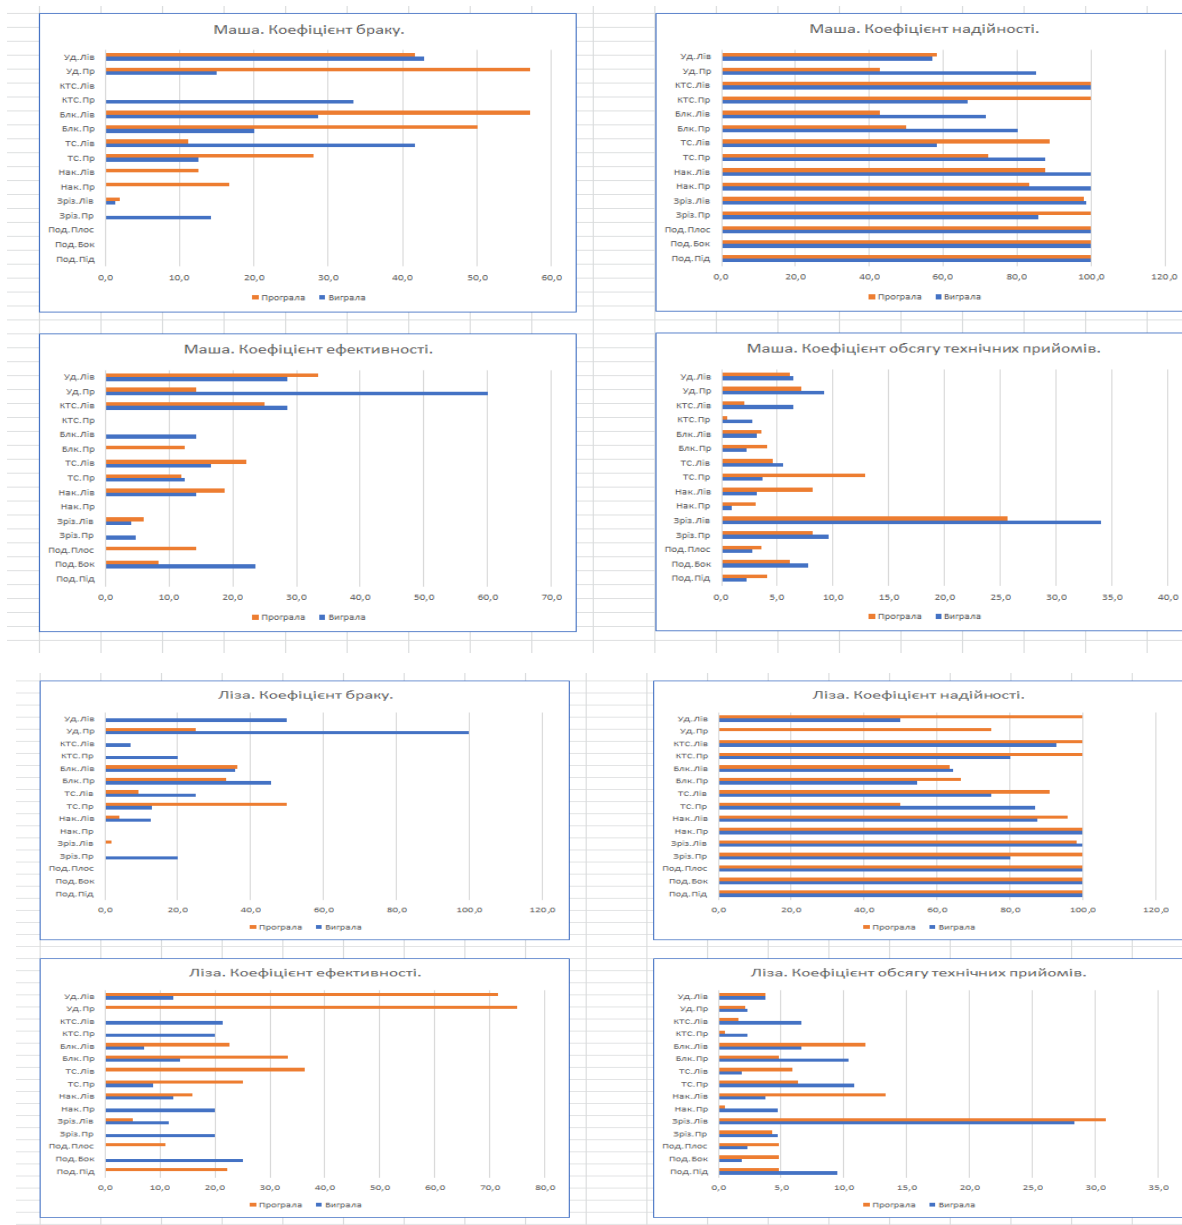 Маша. Коефіцієнт браку.
Уд.Лів
Уд.Пр
КТС.Лів
КТС.Пр
Блк.Лів
Блк.Пр
ТС.Лів
ТС.Пр
Нак.Лів
Нак.Пр
Зріз.Лів
Зріз.Пр
Под.Плос
Под.Бок
Под.Під
0,0 10,0 20,0 30,0 40,0 50,0 60,0
Програла Виграла
Маша. Коефіцієнт надійності.
Уд.Лів
Уд.Пр
КТС.Лів
КТС.Пр
Блк.Лів
Блк.Пр
ТС.Лів
ТС.Пр
Нак.Лів
Нак.Пр
Зріз.Лів
Зріз.Пр
Под.Плос
Под.Бок
Под.Під
0,0 20,0 40,0 60,0 80,0 100,0 120,0
Програла Виграла
Маша. Коефіцієнт ефективності.
Уд.Лів
Уд.Пр
КТС.Лів
КТС.Пр
Блк.Лів
Блк.Пр
ТС.Лів
ТС.Пр
Нак.Лів
Нак.Пр
Зріз.Лів
Зріз.Пр
Под.Плос
Под.Бок
Под.Під
0,0 10,0 20,0 30,0 40,0 50,0 60,0 70,0
Програла Виграла
Маша. Коефіцієнт обсягу технічних прийомів.
Уд.Лів
Уд.Пр
КТС.Лів
КТС.Пр
Блк.Лів
Блк.Пр
ТС.Лів
ТС.Пр
Нак.Лів
Нак.Пр
Зріз.Лів
Зріз.Пр
Под.Плос
Под.Бок
Под.Під
0,0 5,0 10,0 15,0 20,0 25,0 30,0 35,0 40,0
Програла Виграла
Ліза. Коефіцієнт браку.
Уд.Лів
Уд.Пр
КТС.Лів
КТС.Пр
Блк.Лів
Блк.Пр
ТС.Лів
ТС.Пр
Нак.Лів
Нак.Пр
Зріз.Лів
Зріз.Пр
Под.Плос
Под.Бок
Под.Під
0,0 20,0 40,0 60,0 80,0 100,0 120,0
Програла Виграла
Ліза. Коефіцієнт надійності.
Уд.Лів
Уд.Пр
КТС.Лів
КТС.Пр
Блк.Лів
Блк.Пр
ТС.Лів
ТС.Пр
Нак.Лів
Нак.Пр
Зріз.Лів
Зріз.Пр
Под.Плос
Под.Бок
Под.Під
0,0 20,0 40,0 60,0 80,0 100,0 120,0
Програла Виграла
Ліза. Коефіцієнт ефективності.
Уд.Лів
Уд.Пр
КТС.Лів
КТС.Пр
Блк.Лів
Блк.Пр
ТС.Лів
ТС.Пр
Нак.Лів
Нак.Пр
Зріз.Лів
Зріз.Пр
Под.Плос
Под.Бок
Под.Під
0,0 10,0 20,0 30,0 40,0 50,0 60,0 70,0 80,0
Програла Виграла
Ліза. Коефіцієнт обсягу технічних прийомів.
Уд.Лів
Уд.Пр
КТС.Лів
КТС.Пр
Блк.Лів
Блк.Пр
ТС.Лів
ТС.Пр
Нак.Лів
Нак.Пр
Зріз.Лів
Зріз.Пр
Под.Плос
Под.Бок
Под.Під
0,0 5,0 10,0 15,0 20,0 25,0 30,0 35,0
Програла Виграла